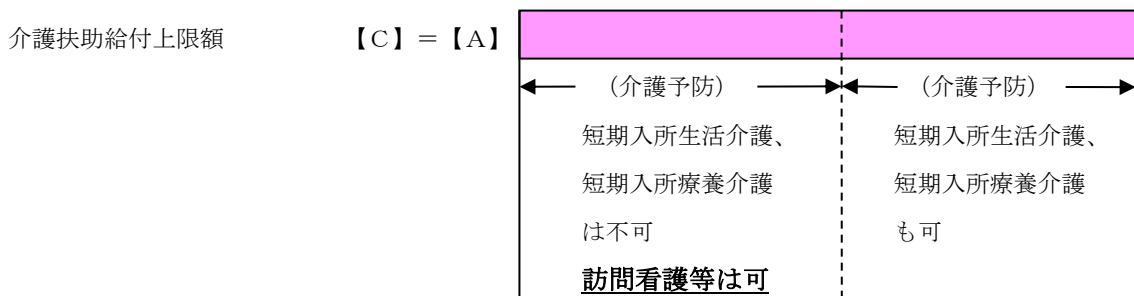 介護扶助給付上限額 【C】＝【A】
（介護予防） （介護予防）
短期入所生活介護、 短期入所生活介護、
短期入所療養介護 短期入所療養介護
は不可 も可
訪問看護等は可